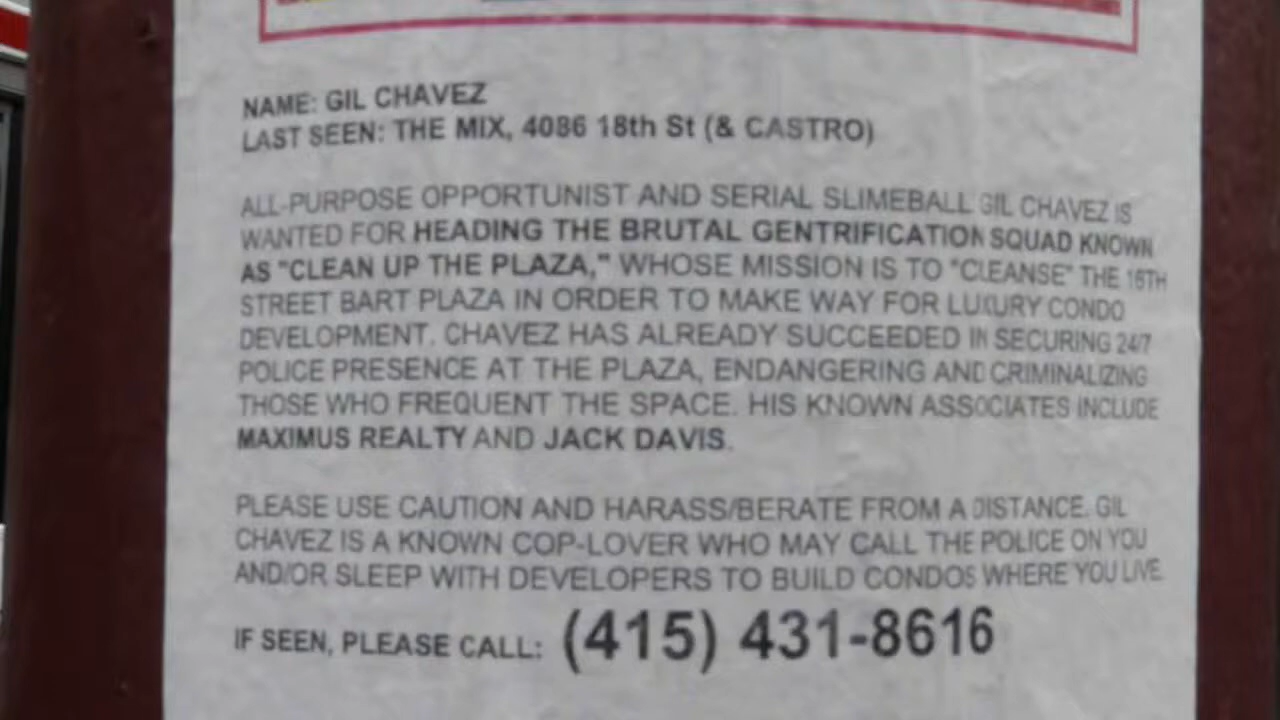 NAME: GIL CHAVEZ
LAST SEEN: THE MIX, 4086 18th St (& CASTRO)
ALL-PURPOSE OPPORTUNIST AND SERIAL SLIMEBALL GIL CHAVEZ IS
WANTED FOR HEADING THE BRUTAL GENTRIFICATION SQUAD KNOWN
AS "CLEAN UP THE PLAZA," WHOSE MISSION IS TO "CLEANSE" THE 16TH
STREET BART PLAZA IN ORDER TO MAKE WAY FOR LUXURY CONDO
DEVELOPMENT. CHAVEZ HAS ALREADY SUCCEEDED IN SECURING 24/7
POLICE PRESENCE AT THE PLAZA, ENDANGERING AND CRIMINALIZING
THOSE WHO FREQUENT THE SPACE. HIS KNOWN ASSOCIATES INCLUDE
MAXIMUS REALTY AND JACK DAVIS.
PLEASE USE CAUTION AND HARASS/BERATE FROM A DISTANCE. GIL
CHAVEZ IS A KNOWN COP-LOVER WHO MAY CALL THE POLICE ON YOU
AND/OR SLEEP WITH DEVELOPERS TO BUILD CONDOS WHERE YOU LIVE.
IF SEEN, PLEASE CALL: (415) 431-8616